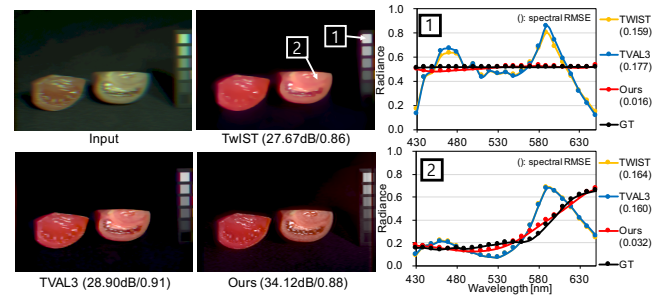 1
2
Input
TwIST (27.67dB/0.86)
TVAL3 (28.90dB/0.91)
Ours (34.12dB/0.88)
1
(): spectral RMSE
Radiance
1.0
0.8
0.6
0.4
0.2
0.0
430 480 530 580 630
TWIST
(0.159)
TVAL3
(0.177)
Ours
(0.016)
GT
2
(): spectral RMSE
Radiance
1.0
0.8
0.6
0.4
0.2
0.0
430 480 530 580 630
Wavelength [nm]
TWIST
(0.164)
TVAL3
(0.160)
Ours
(0.032)
GT